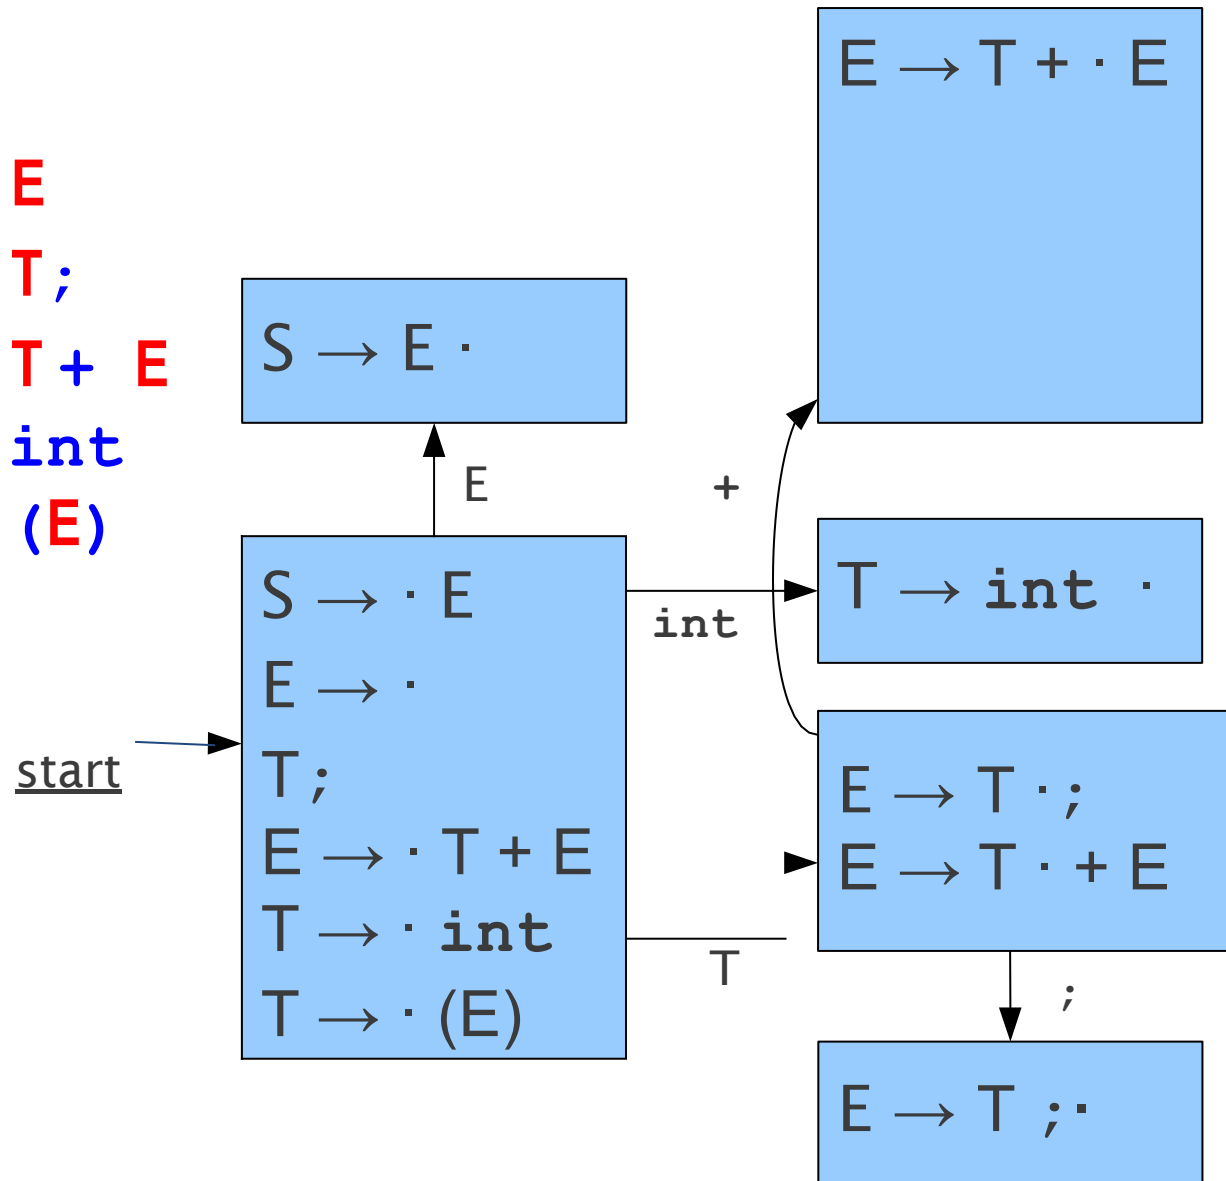 E
T;
T + E
int
(E)
S → E ·
E
start
S → · E
E → ·
T;
E → · T + E
T → · int
T → · (E)
+
int
T
E → T + · E
T → int ·
E → T · ;
E → T · + E
;
E → T ; ·